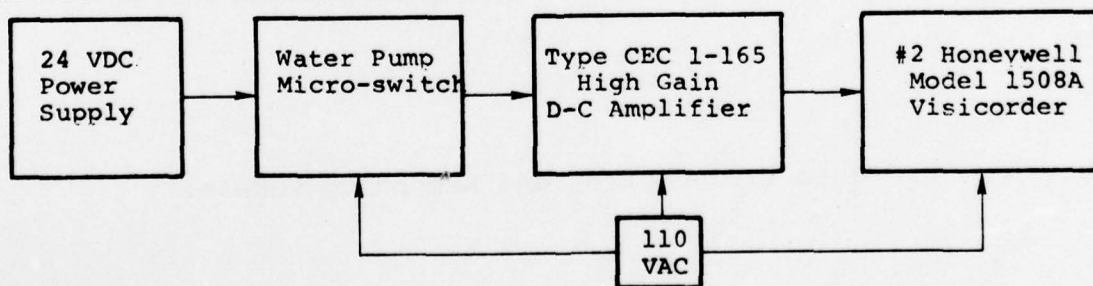 24 VDC
Power
Supply
Water Pump
Micro-switch
Type CEC 1-165
High Gain
D-C Amplifier
#2 Honeywell
Model 1508A
Visicorder
110
VAC